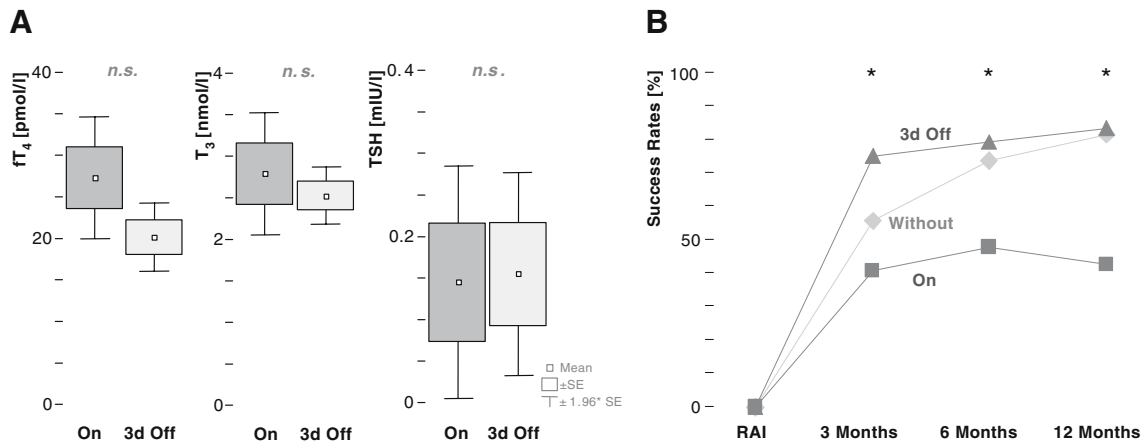 A
fT4 [pmol/l]
40
20
0
n.s.
On 3d Off
T3 [nmol/l]
4
2
0
n.s.
On 3d Off
TSH [mIU/l]
0.4
0.2
0
n.s.
On 3d Off
Mean
±SE
±1.96* SE
B
Success Rates [%]
100
50
0
* * *
3d Off
Without
On
RAI 3 Months 6 Months 12 Months